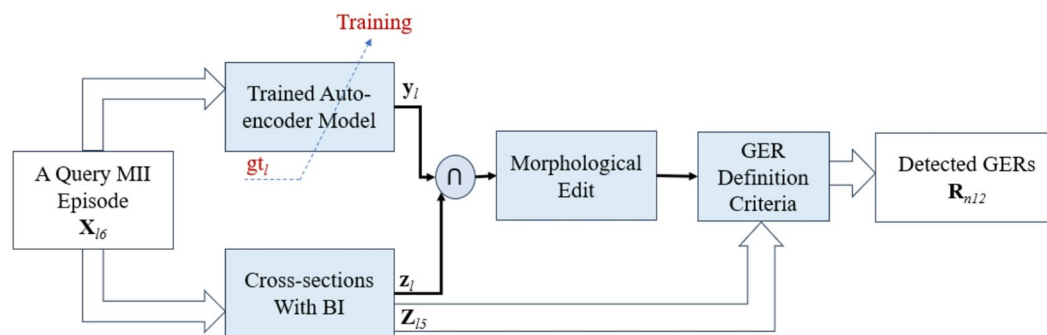 Training
Trained Auto-
encoder Model
gt_l
y_l
A Query MII
Episode
X_l6
∩
Morphological
Edit
GER
Definition
Criteria
Detected GERs
R_n12
Cross-sections
With BI
z_l
Z_l5